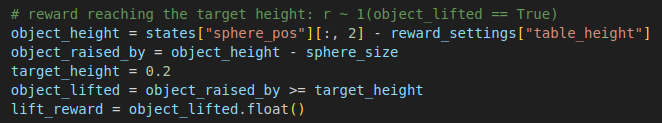 # reward reaching the target height: r ~ 1(object_lifted == True)
object_height = states["sphere_pos"][:, 2] - reward_settings["table_height"]
object_raised_by = object_height - sphere_size
target_height = 0.2
object_lifted = object_raised_by >= target_height
lift_reward = object_lifted.float()